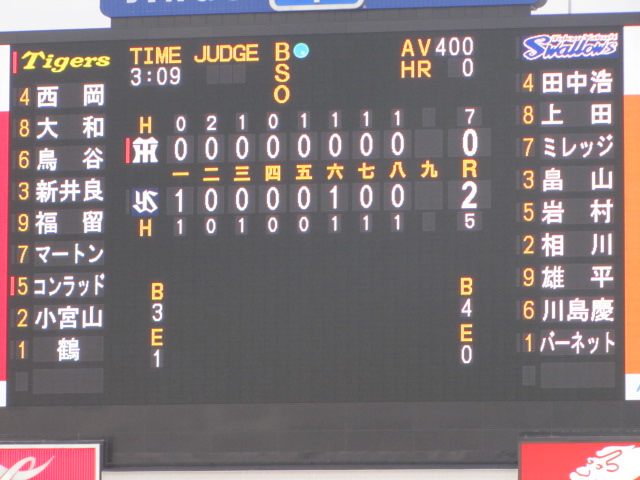 Tigers
4 西岡
8 大和
6 鳥谷
3 新井良
9 福留
7 マートン
5 コンラッド
2 小宮山
1 鶴
TIME JUDGE
3:09
B
S
O
AV 400
HR 0
H 0 2 1 0 1 1 1 1 7
0 0 0 0 0 0 0 0 0
一 二 三 四 五 六 七 八 九 R
YS 1 0 0 0 0 1 0 0 2
H 1 0 1 0 0 1 1 1 5
B 3
E 1
B 4
E 0
Swallows
4 田中浩
8 上田
7 ミレッジ
3 畠山
5 岩村
2 相川
9 雄平
6 川島慶
1 バーネット